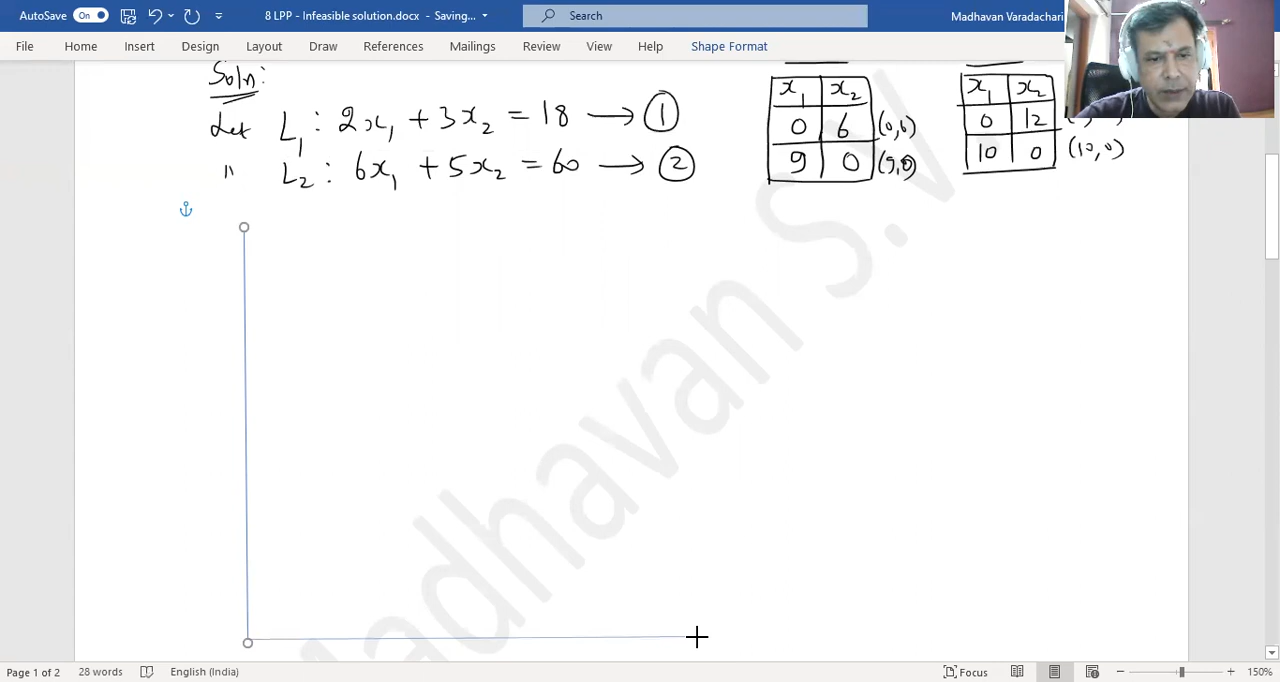 AutoSave On 8 LPP - Infeasible solution.docx - Saving... Search Madhavan Varadachari
File Home Insert Design Layout Draw References Mailings Review View Help Shape Format
Soln:
Let L₁ : 2x₁ + 3x₂ = 18 → ①
" L₂ : 6x₁ + 5x₂ = 60 → ②
x₁ x₂
0 6 (0,6)
9 0 (9,0)
x₁ x₂
0 12
10 0 (10,0)
Madhavan S.V.
Page 1 of 2 28 words English (India) Focus 150%